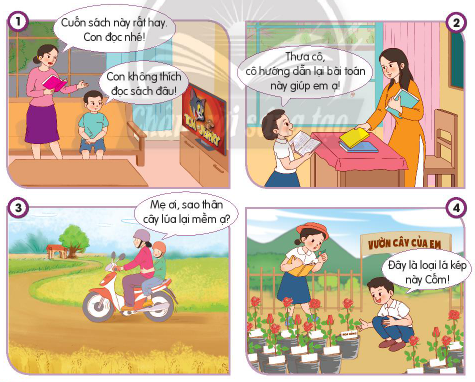 1
Cuốn sách này rất hay.
Con đọc nhé!
Con không thích
đọc sách đâu!
2
Thưa cô,
cô hướng dẫn lại bài toán
này giúp em ạ!
3
Mẹ ơi, sao thân
cây lúa lại mềm ạ?
4
VƯỜN CÂY CỦA EM
Đây là loại lá kép
này Cốm!